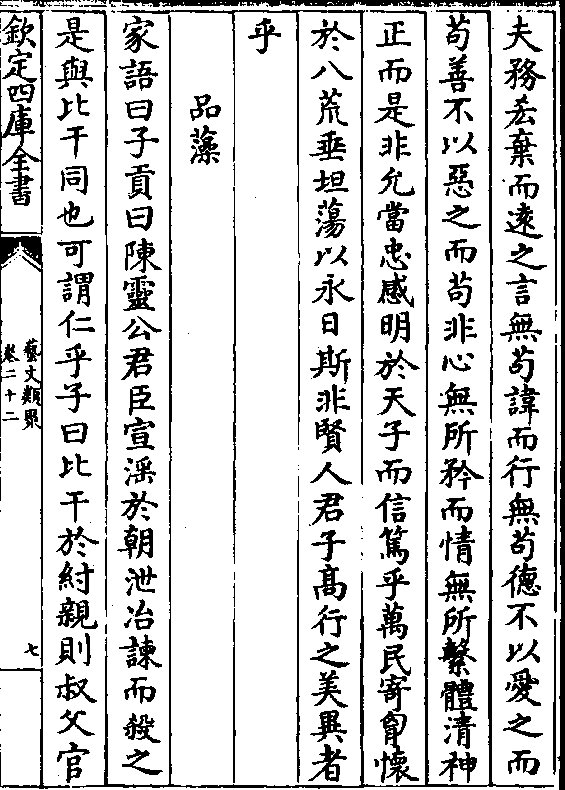 夫務㳟棄而遠之言無苟諱而行無苟德不以愛之而
苟善不以惡之而苟非心無所矜而情無所繫體清神
正而是非允當忠感明於天子而信篤乎萬民寄胷懷
於八荒垂坦蕩以永日斯非賢人君子髙行之美異者
乎
品藻
家語曰子貢曰陳靈公君臣宣滛於朝泄冶諫而殺之
是與比干同也可謂仁乎子曰比干於紂親則叔父官
欽定四庫全書
藝文類聚
卷二十二
七